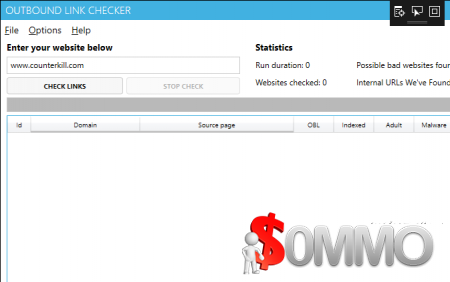 OUTBOUND LINK CHECKER
File Options Help
Enter your website below
Statistics
www.counterkill.com
Run duration: 0
Possible bad websites foun
CHECK LINKS
STOP CHECK
Websites checked: 0
Internal URLs We've Found
Id Domain Source page OBL Indexed Adult Malware
$OMMO